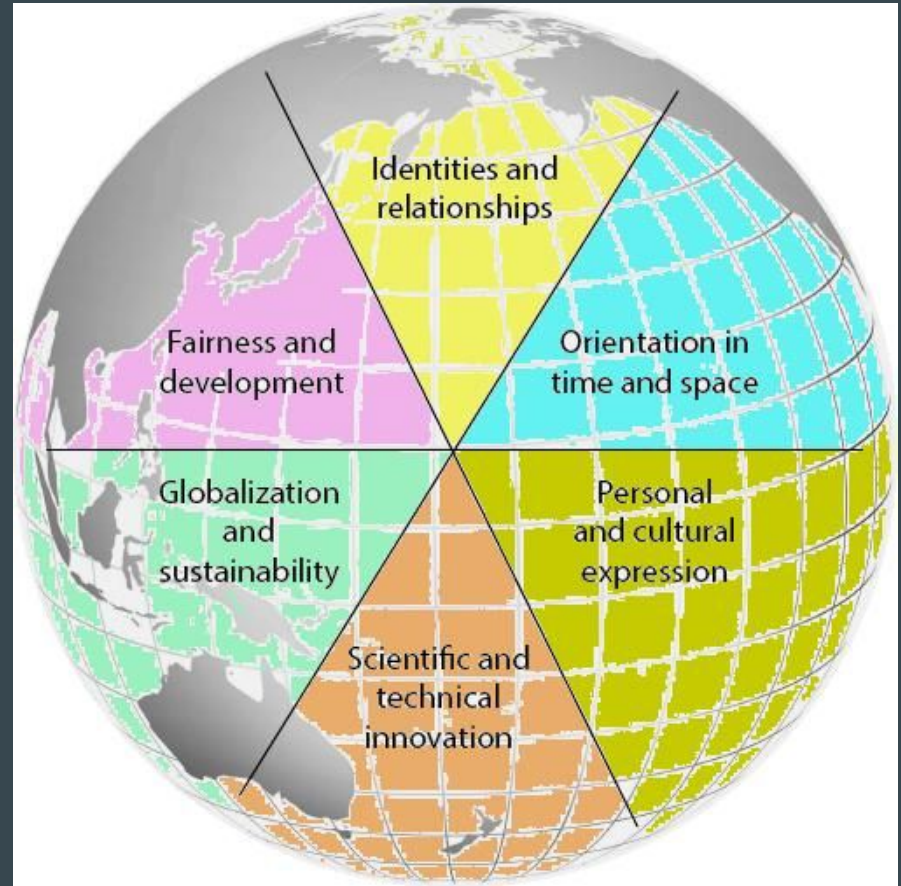 Identities and
relationships
Fairness and
development
Orientation in
time and space
Globalization
and
sustainability
Personal
and cultural
expression
Scientific and
technical
innovation